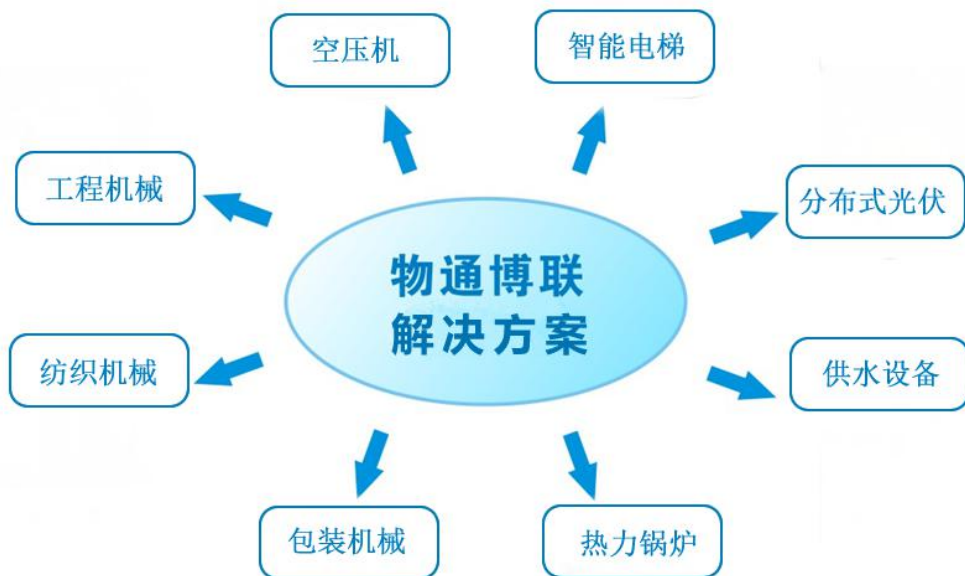 空压机
智能电梯
工程机械
分布式光伏
物通博联
解决方案
纺织机械
供水设备
包装机械
热力锅炉